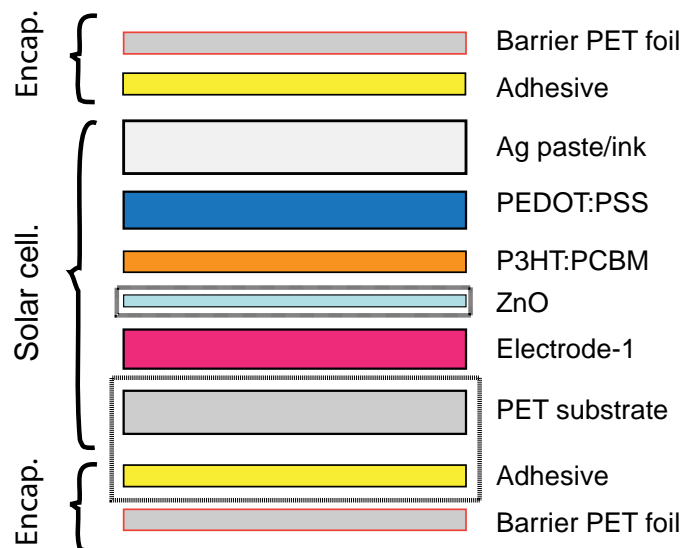 Encap.
Barrier PET foil
Adhesive
Solar cell.
Ag paste/ink
PEDOT:PSS
P3HT:PCBM
ZnO
Electrode-1
PET substrate
Encap.
Adhesive
Barrier PET foil